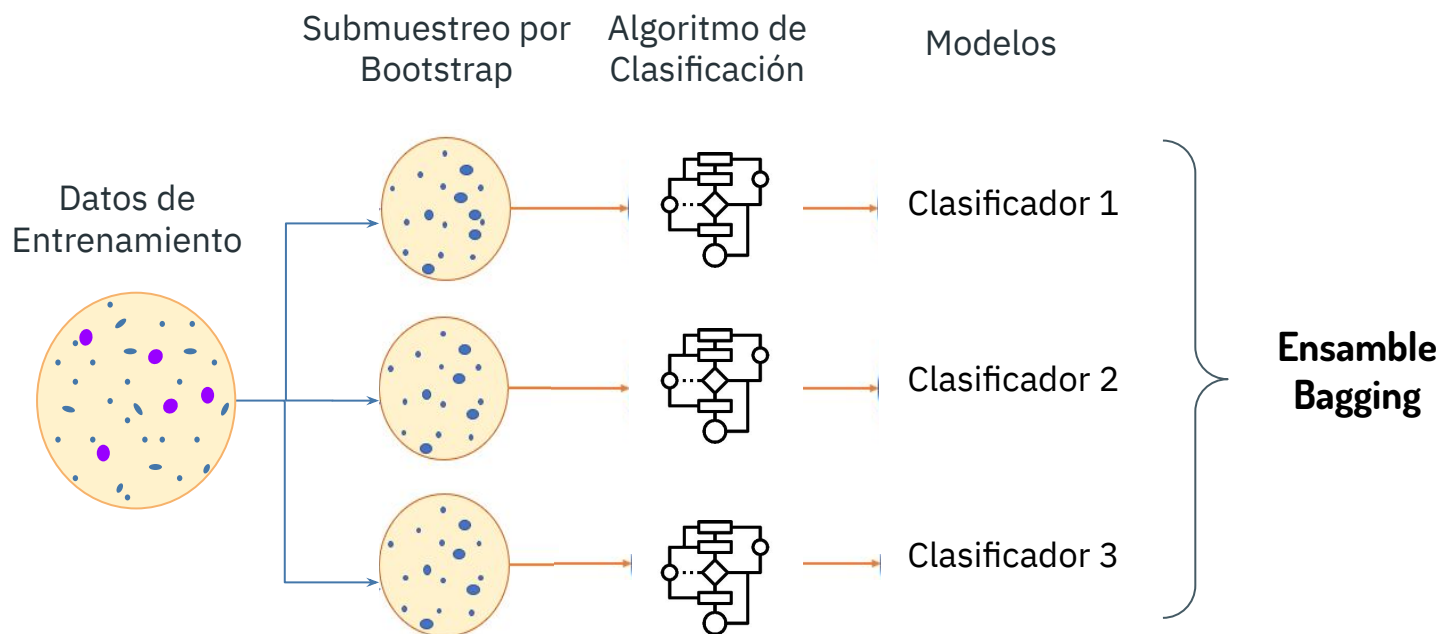 Submuestreo por
Bootstrap
Algoritmo de
Clasificación
Modelos
Datos de
Entrenamiento
Clasificador 1
Clasificador 2
Clasificador 3
Ensamble
Bagging